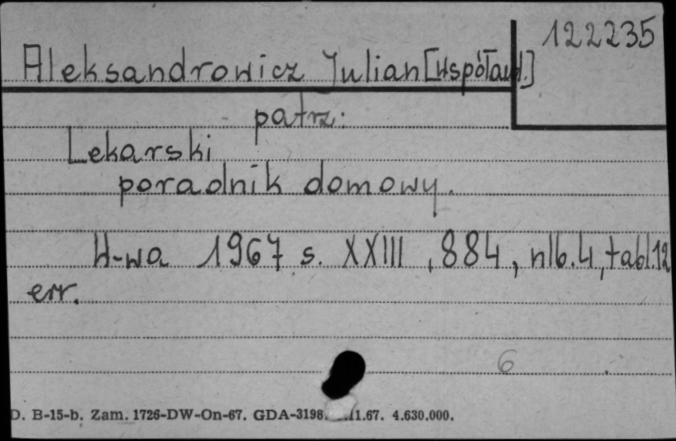 122235
Aleksandrowicz Julian [Współaut.]
patrz:
Lekarski
poradnik domowy.
W-wa 1967 s. XXIII, 884, nlb. 4, tabl. 12
err.
6
D. B-15-b. Zam. 1726-DW-On-67. GDA-3198. 11.67. 4.630.000.